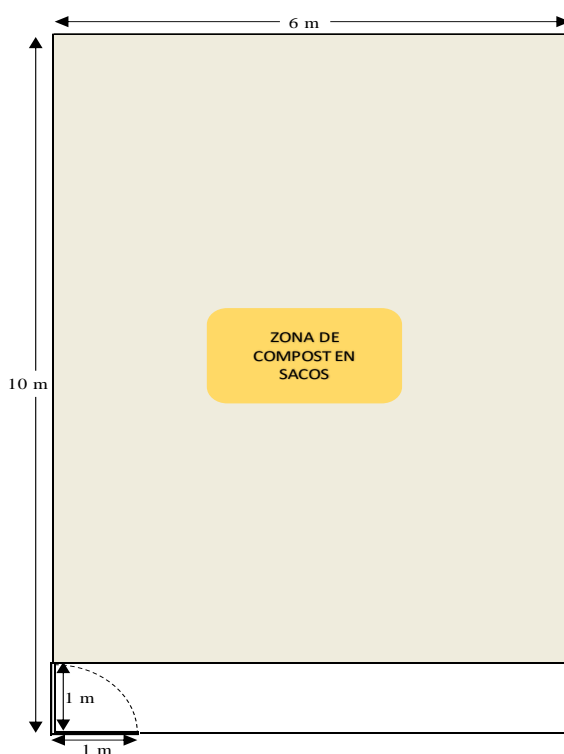 6 m
ZONA DE
COMPOST EN
SACOS
10 m
1 m
1 m